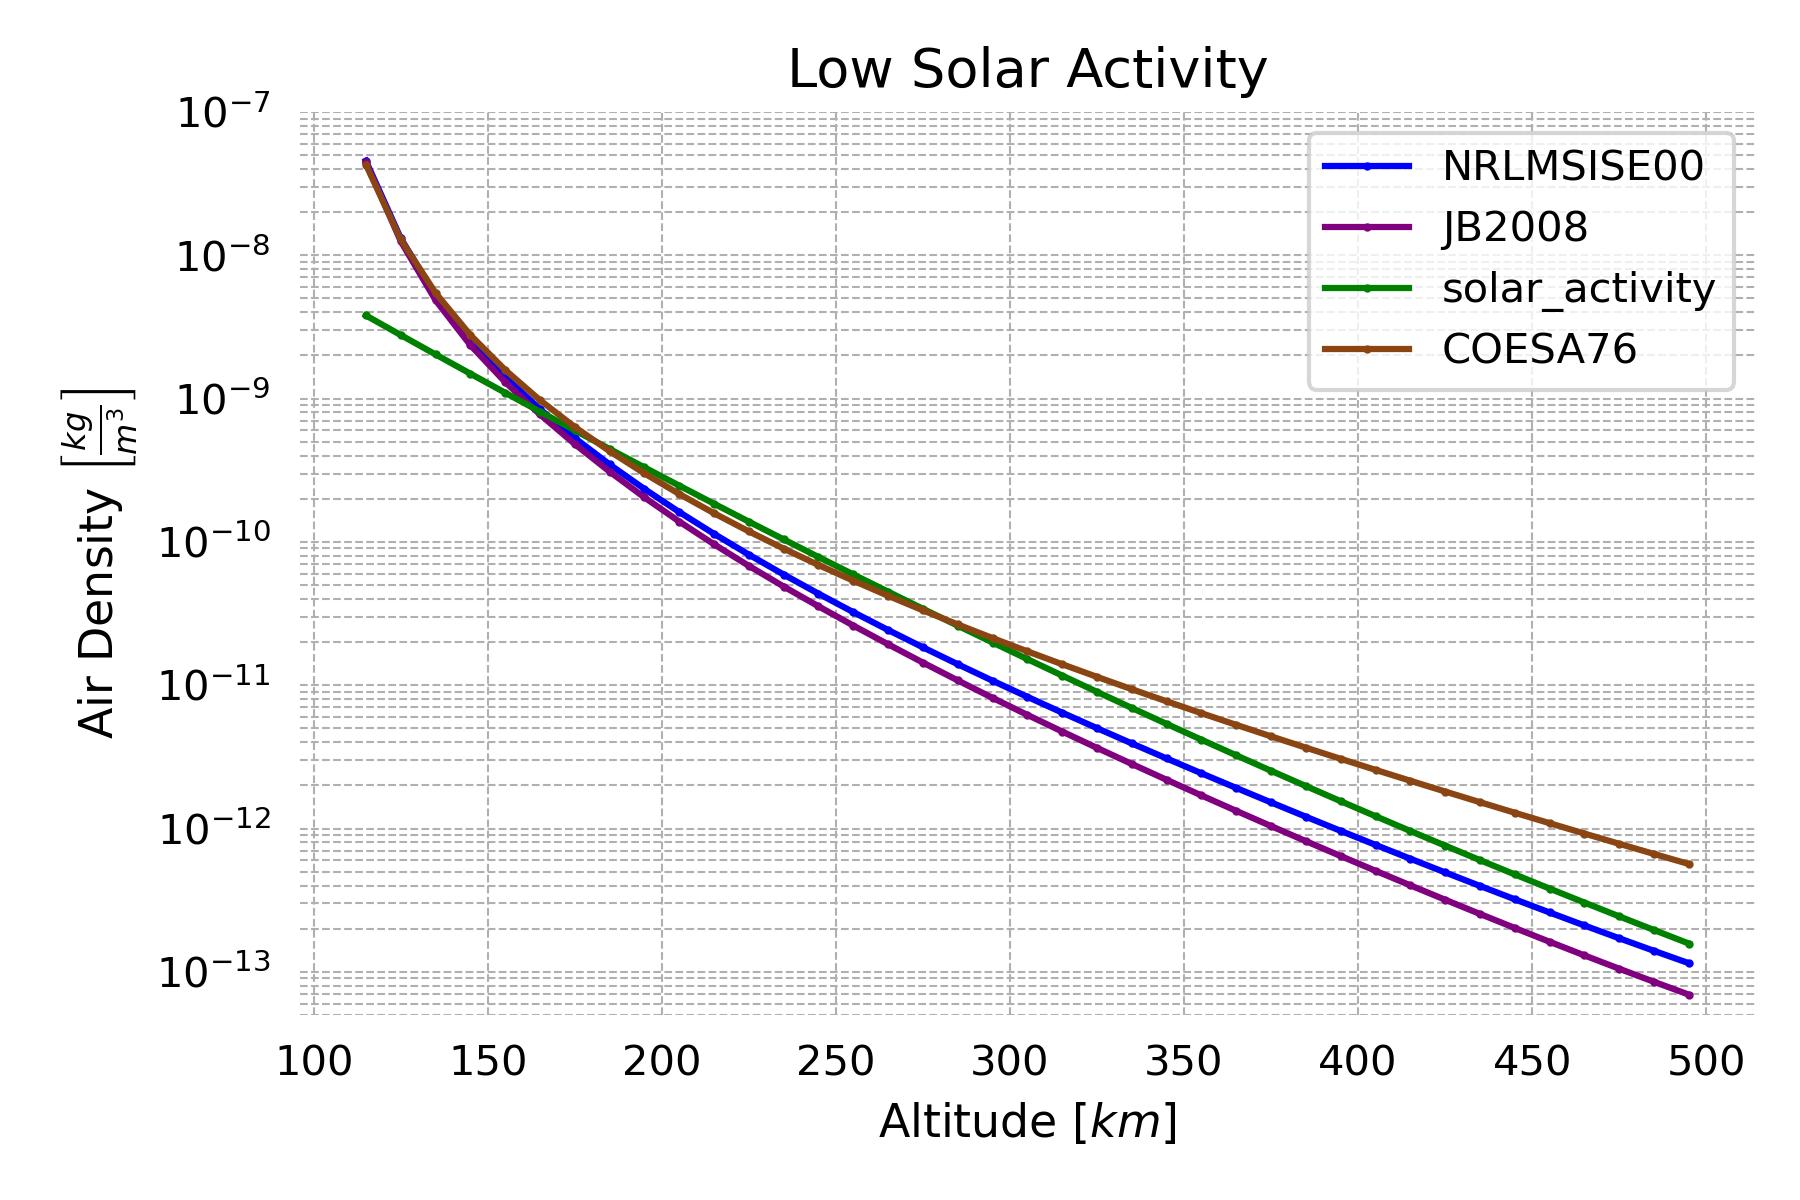 Low Solar Activity
10⁻⁷
10⁻⁸
10⁻⁹
10⁻¹⁰
10⁻¹¹
10⁻¹²
10⁻¹³
Air Density [kg/m³]
NRLMSISE00
JB2008
solar_activity
COESA76
100 150 200 250 300 350 400 450 500
Altitude [km]